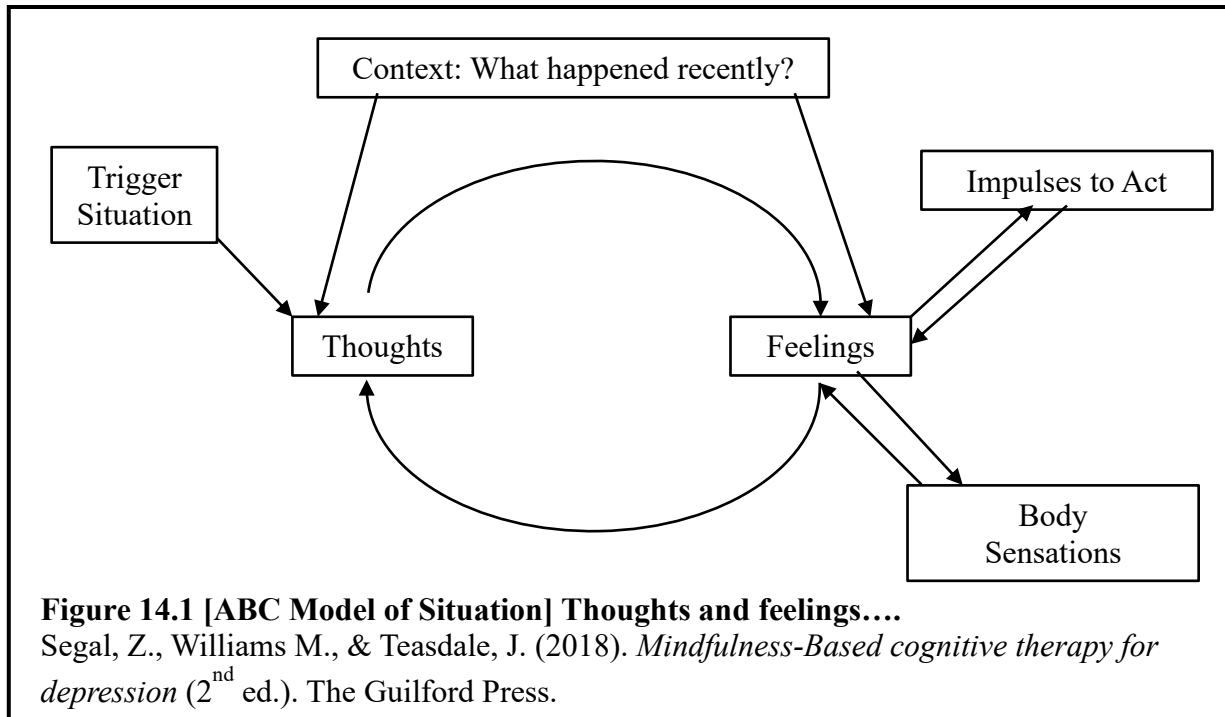 Context: What happened recently?
Trigger
Situation
Impulses to Act
Thoughts
Feelings
Body
Sensations
Figure 14.1 [ABC Model of Situation] Thoughts and feelings….
Segal, Z., Williams M., & Teasdale, J. (2018). Mindfulness-Based cognitive therapy for
depression (2nd ed.). The Guilford Press.